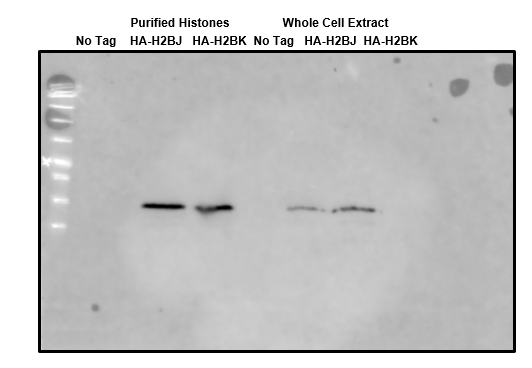 Purified Histones Whole Cell Extract
No Tag HA-H2BJ HA-H2BK No Tag HA-H2BJ HA-H2BK